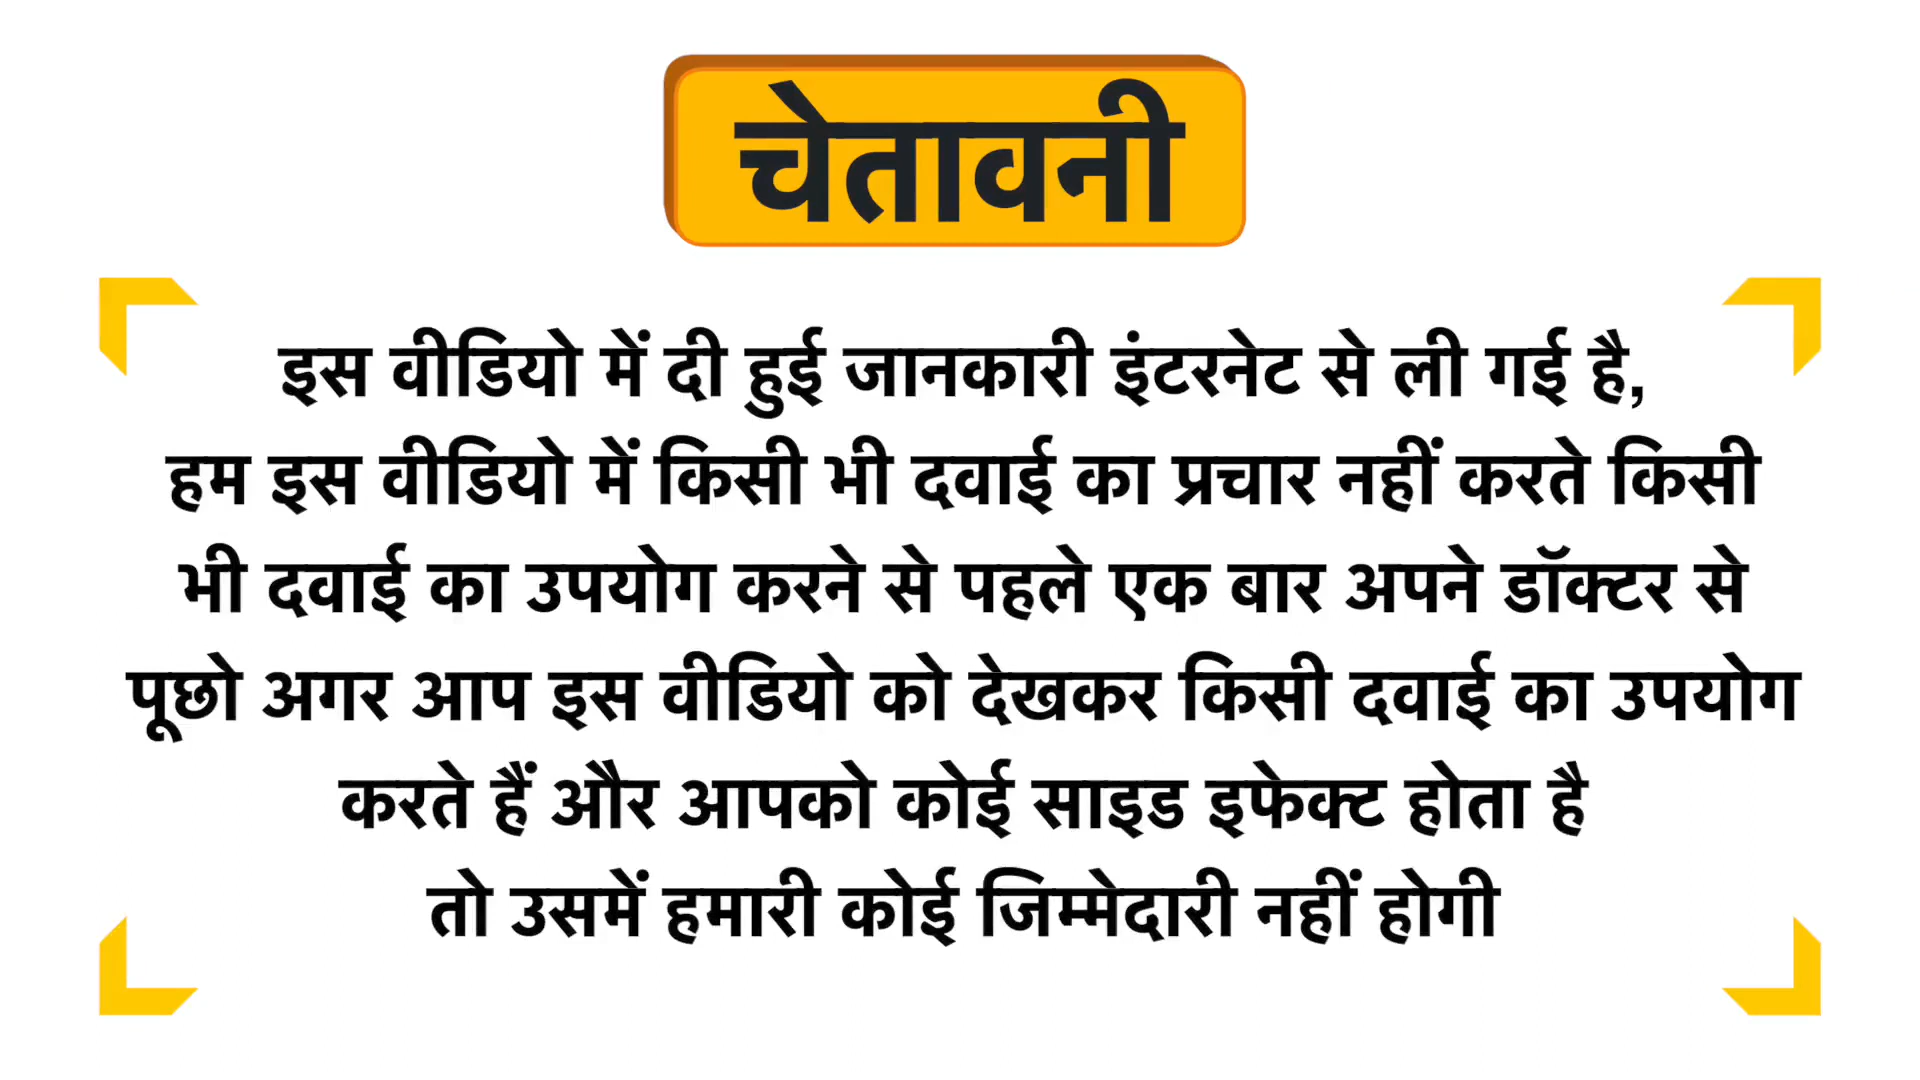 चेतावनी
इस वीडियो में दी हुई जानकारी इंटरनेट से ली गई है,
हम इस वीडियो में किसी भी दवाई का प्रचार नहीं करते किसी
भी दवाई का उपयोग करने से पहले एक बार अपने डॉक्टर से
पूछो अगर आप इस वीडियो को देखकर किसी दवाई का उपयोग
करते हैं और आपको कोई साइड इफेक्ट होता है
तो उसमें हमारी कोई जिम्मेदारी नहीं होगी